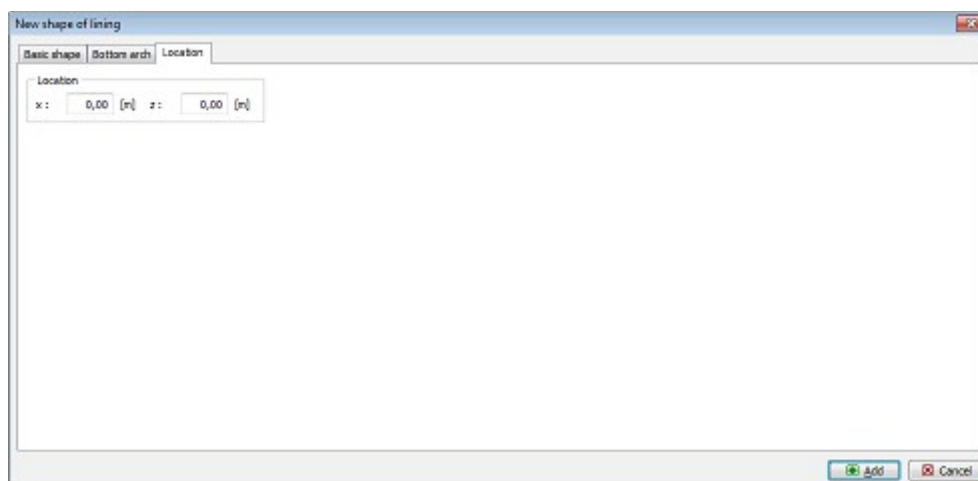 New shape of lining
Basic shape Bottom arch Location
Location
x : 0,00 [m] z : 0,00 [m]
Add Cancel